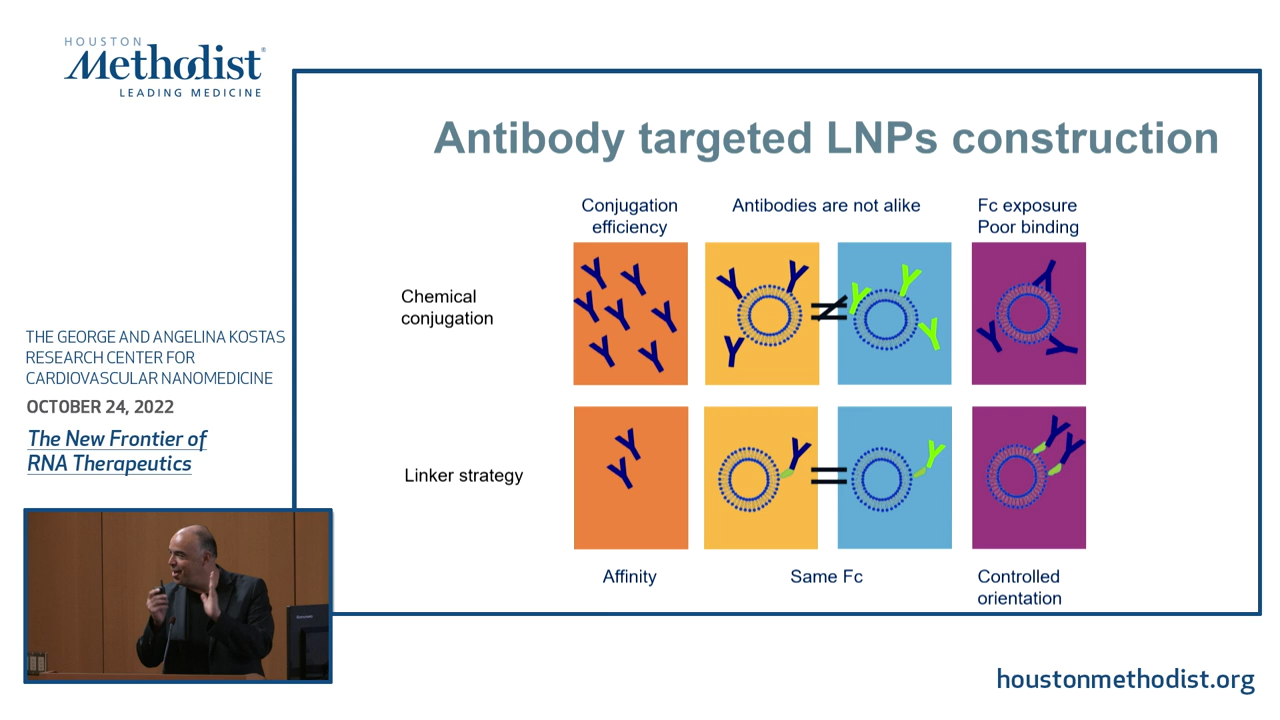 HOUSTON
Methodist®
LEADING MEDICINE
Antibody targeted LNPs construction
Conjugation
efficiency
Antibodies are not alike
Fc exposure
Poor binding
Chemical
conjugation
Linker strategy
Affinity
Same Fc
Controlled
orientation
THE GEORGE AND ANGELINA KOSTAS
RESEARCH CENTER FOR
CARDIOVASCULAR NANOMEDICINE
OCTOBER 24, 2022
The New Frontier of
RNA Therapeutics
houstonmethodist.org